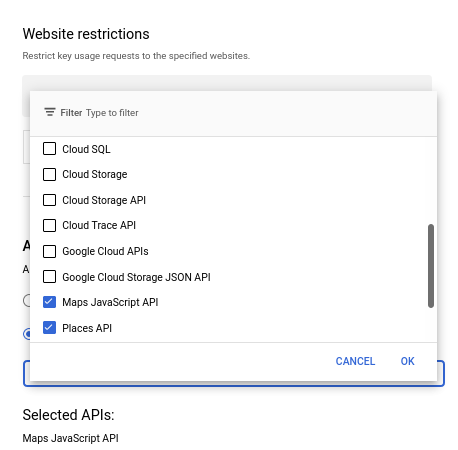 Website restrictions
Restrict key usage requests to the specified websites.
Filter Type to filter
Cloud SQL
Cloud Storage
Cloud Storage API
Cloud Trace API
Google Cloud APIs
Google Cloud Storage JSON API
Maps JavaScript API
Places API
CANCEL OK
Selected APIs:
Maps JavaScript API